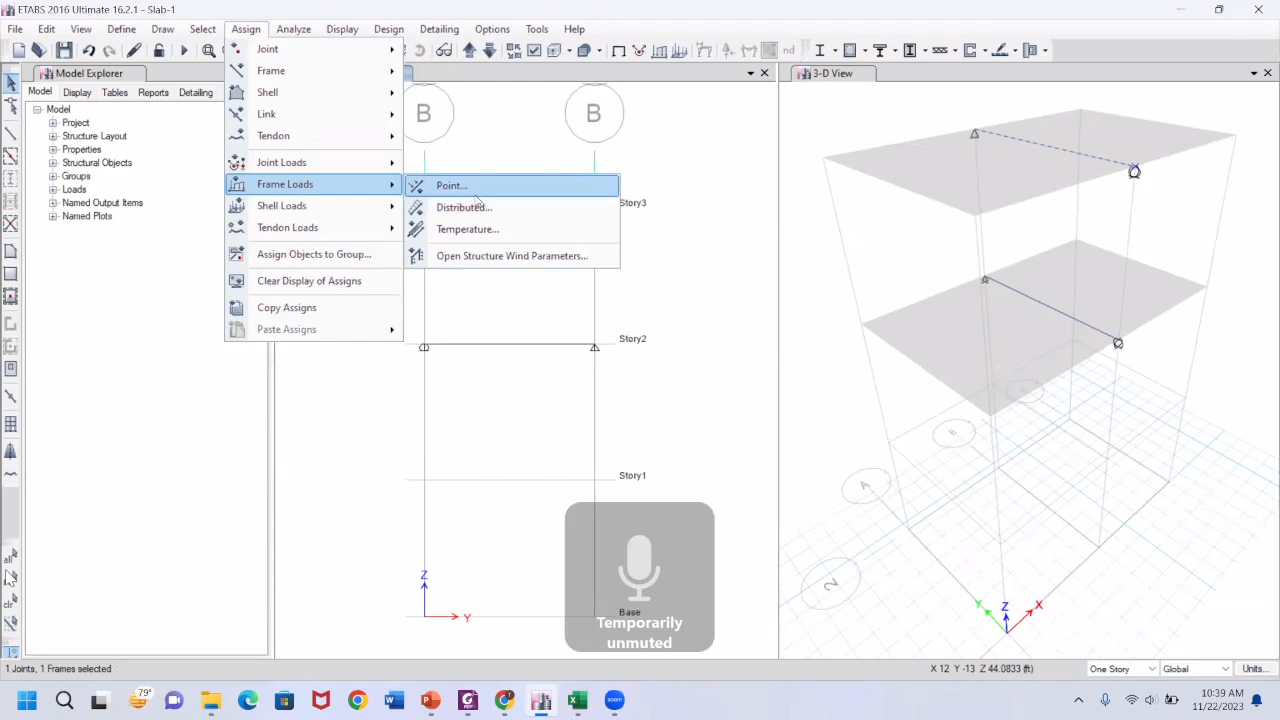 ETABS 2016 Ultimate 16.2.1 - Slab-1
File Edit View Define Draw Select Assign Analyze Display Design Detailing Options Tools Help
nd
Model Explorer
3-D View
Model Display Tables Reports Detailing
Model
Project
Structure Layout
Properties
Structural Objects
Groups
Loads
Named Output Items
Named Plots
Joint
Frame
Shell
Link
Tendon
Joint Loads
Frame Loads
Shell Loads
Tendon Loads
Assign Objects to Group...
Clear Display of Assigns
Copy Assigns
Paste Assigns
Point...
Distributed...
Temperature...
Open Structure Wind Parameters...
B
B
Story3
Story2
Story1
Base
Z
Y
Temporarily
unmuted
B
A
2
Y
Z
X
all
clr
1 Joints, 1 Frames selected
X 12 Y -13 Z 44.0833 (ft)
One Story
Global
Units...
79°
zoom
10:39 AM
11/22/2023